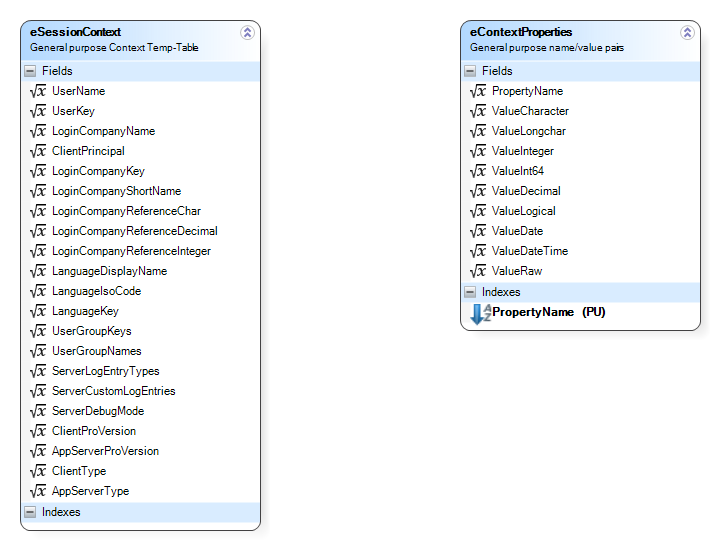 eSessionContext
General purpose Context Temp-Table
Fields
UserName
UserKey
LoginCompanyName
ClientPrincipal
LoginCompanyKey
LoginCompanyShortName
LoginCompanyReferenceChar
LoginCompanyReferenceDecimal
LoginCompanyReferenceInteger
LanguageDisplayName
LanguageIsoCode
LanguageKey
UserGroupKeys
UserGroupNames
ServerLogEntryTypes
ServerCustomLogEntries
ServerDebugMode
ClientProVersion
AppServerProVersion
ClientType
AppServerType
Indexes
eContextProperties
General purpose name/value pairs
Fields
PropertyName
ValueCharacter
ValueLongchar
ValueInteger
ValueInt64
ValueDecimal
ValueLogical
ValueDate
ValueDateTime
ValueRaw
Indexes
PropertyName (PU)